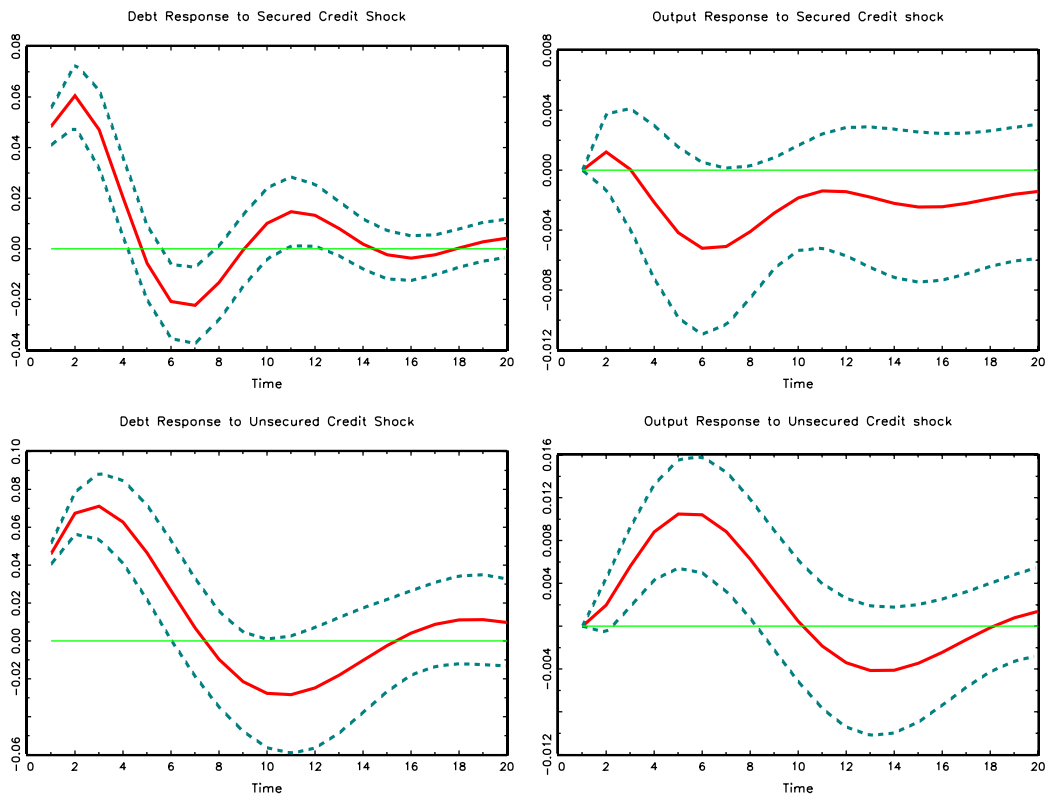 Debt Response to Secured Credit Shock
0.08
0.06
0.04
0.02
0.00
-0.02
-0.04
0 2 4 6 8 10 12 14 16 18 20
Time
Output Response to Secured Credit shock
0.008
0.004
0.000
-0.004
-0.008
-0.012
0 2 4 6 8 10 12 14 16 18 20
Time
Debt Response to Unsecured Credit Shock
0.10
0.08
0.06
0.04
0.02
0.00
-0.02
-0.06
0 2 4 6 8 10 12 14 16 18 20
Time
Output Response to Unsecured Credit shock
0.016
0.012
0.008
0.004
-0.004
-0.012
0 2 4 6 8 10 12 14 16 18 20
Time